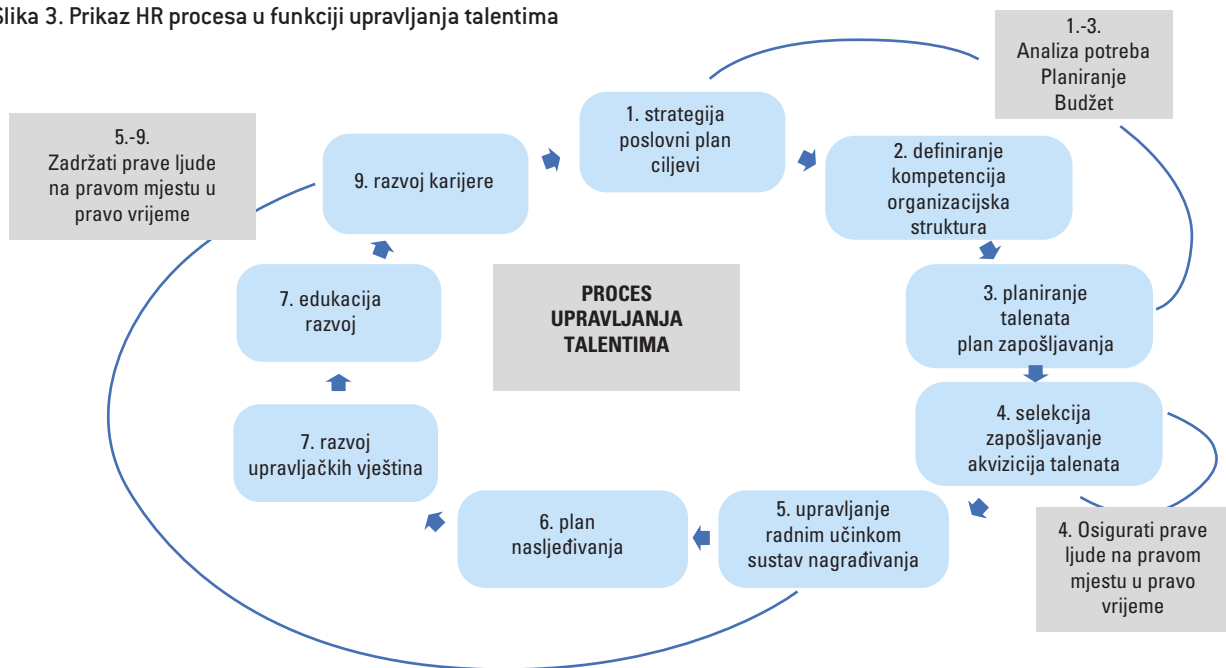 Slika 3. Prikaz HR procesa u funkciji upravljanja talentima
1.-3.
Analiza potreba
Planiranje
Budžet
1. strategija
poslovni plan
ciljevi
2. definiranje
kompetencija
organizacijska
struktura
3. planiranje
talenata
plan zapošljavanja
4. selekcija
zapošljavanje
akvizicija talenata
4. Osigurati prave
ljude na pravom
mjestu u pravo
vrijeme
5. upravljanje
radnim učinkom
sustav nagrađivanja
6. plan
nasljeđivanja
7. razvoj
upravljačkih vještina
7. edukacija
razvoj
9. razvoj karijere
5.-9.
Zadržati prave ljude
na pravom mjestu u
pravo vrijeme
PROCES
UPRAVLJANJA
TALENTIMA